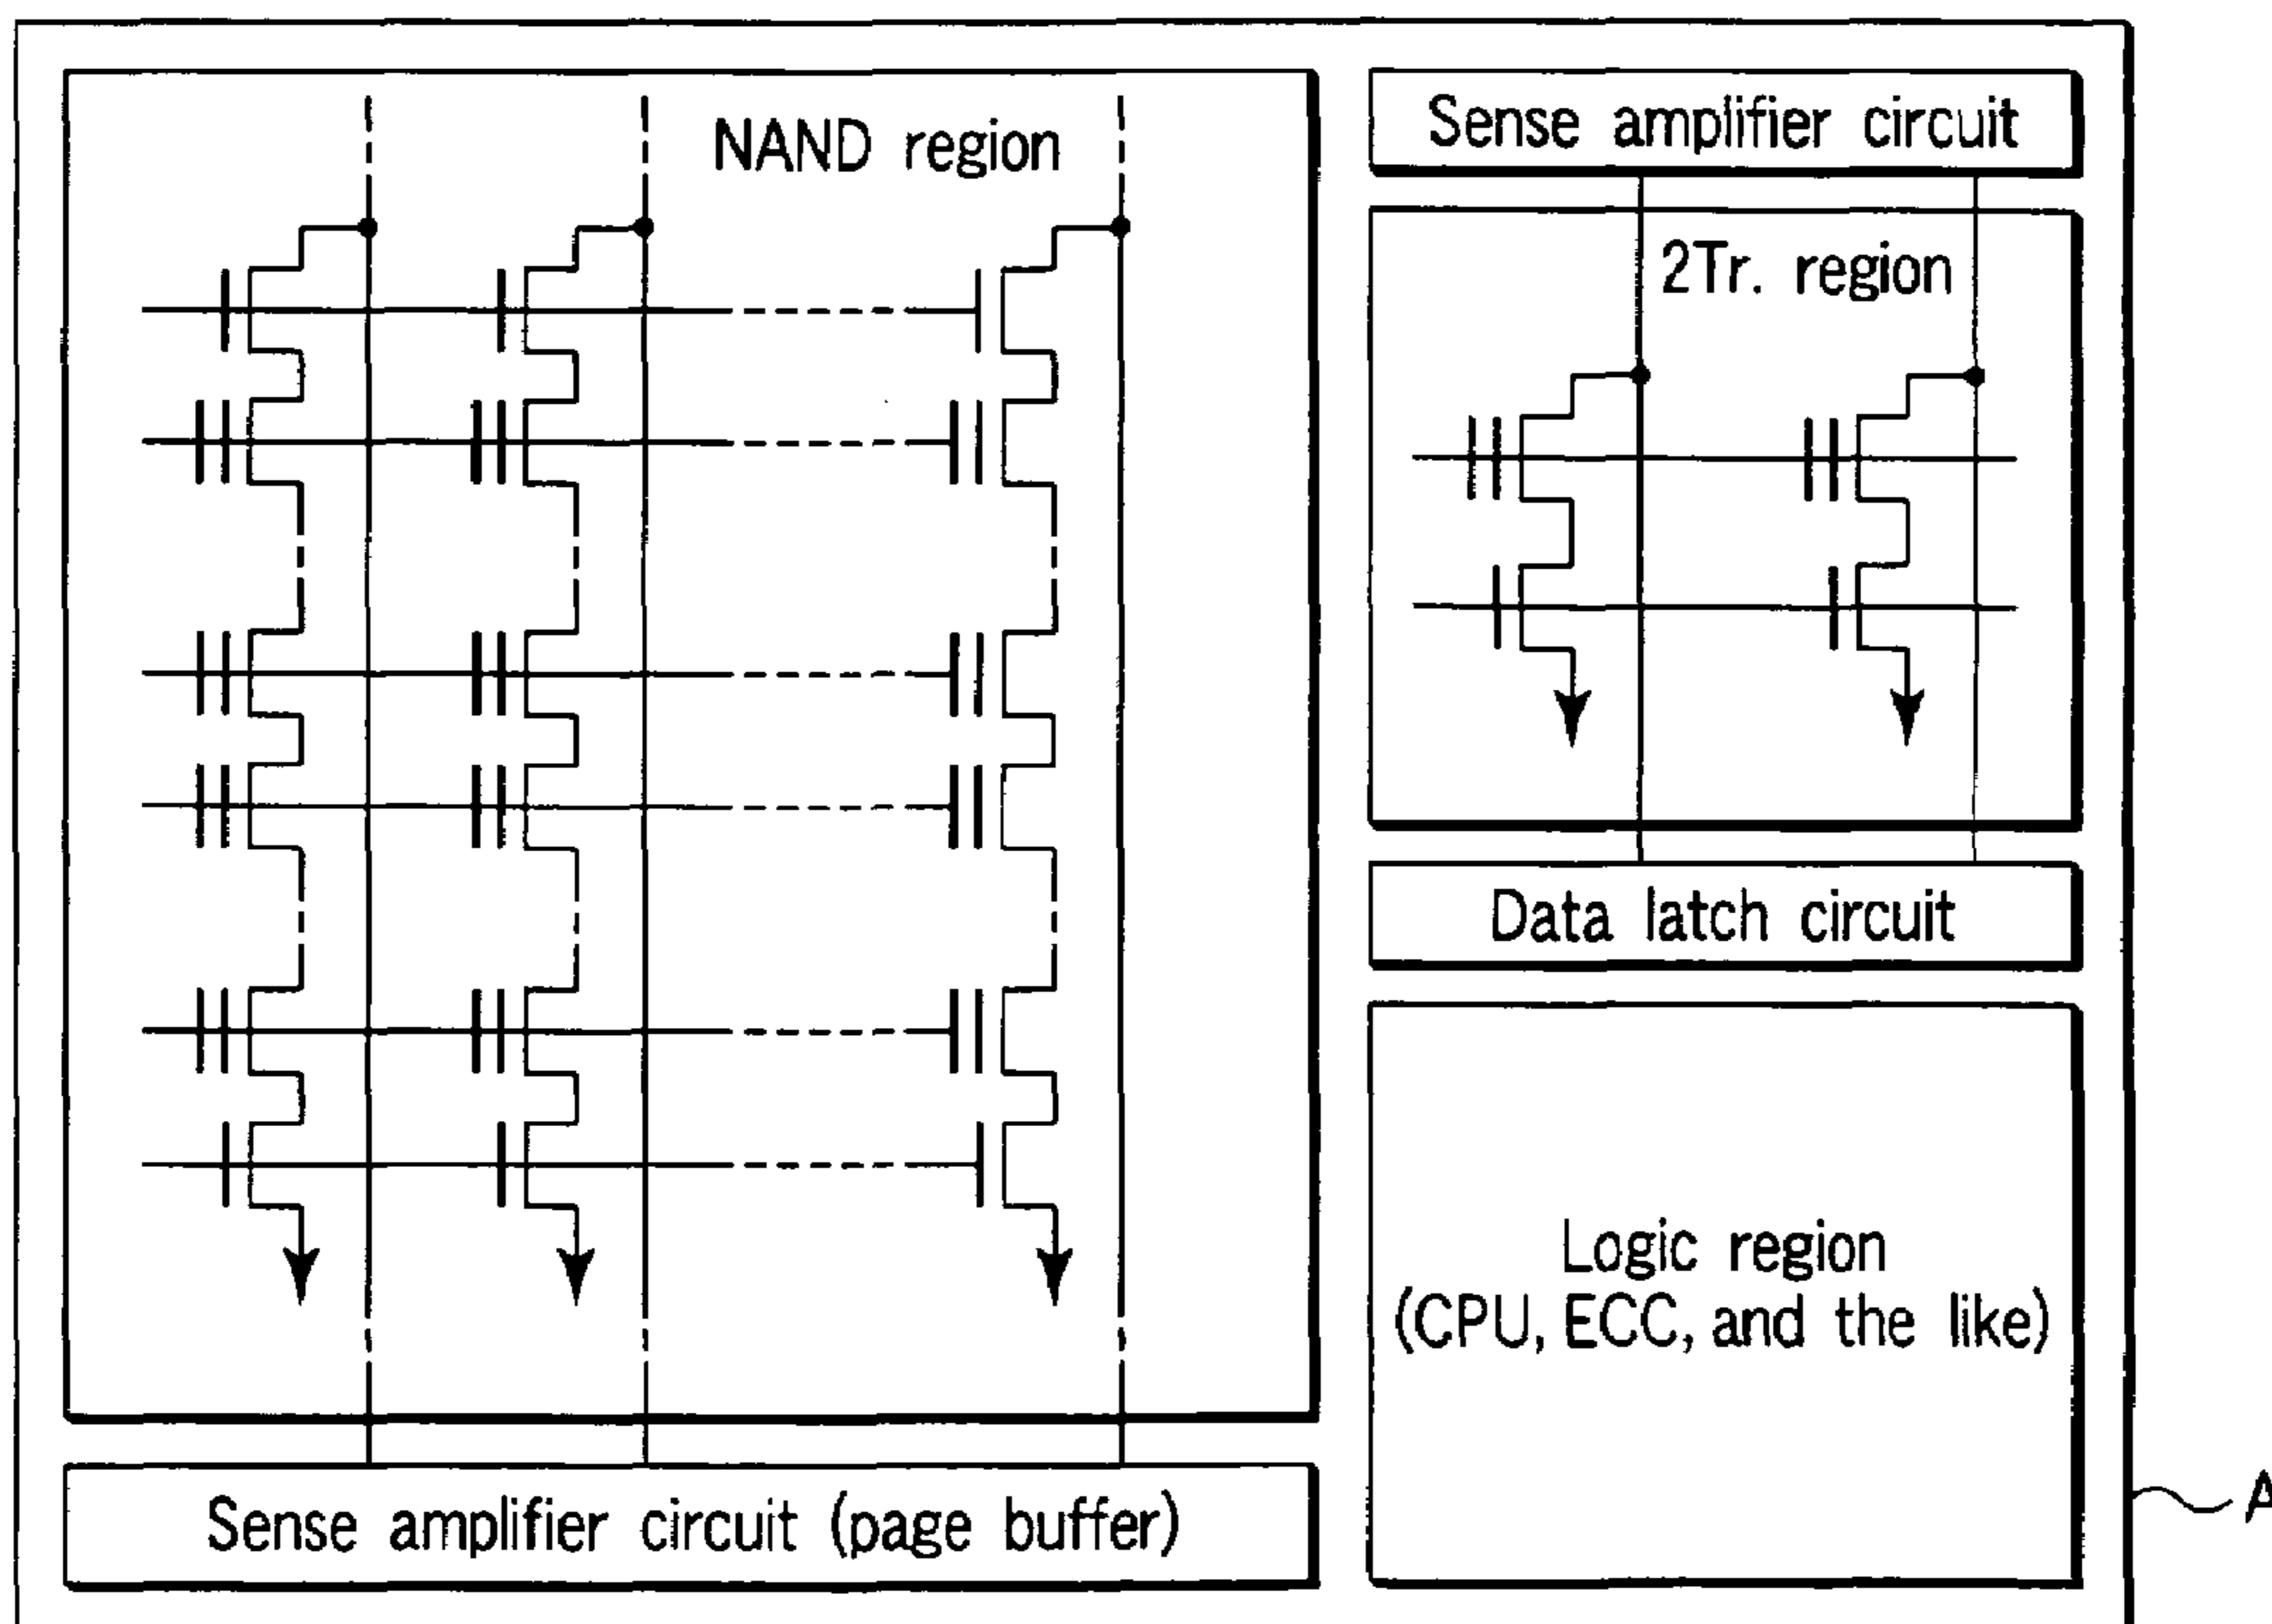 NAND region
Sense amplifier circuit (page buffer)
Sense amplifier circuit
2Tr. region
Data latch circuit
Logic region
(CPU, ECC, and the like)
A